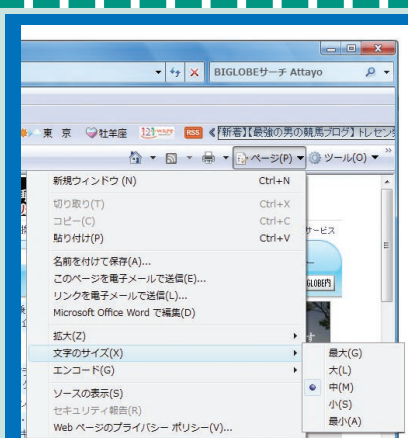 BIGLOBEサーチ Attayo
東 京 牡羊座 RSS 《[新着]【最強の男の競馬ブログ】トレセン
ページ(P) ツール(O)
新規ウィンドウ (N) Ctrl+N
切り取り(T) Ctrl+X
コピー(C) Ctrl+C
貼り付け(P) Ctrl+V
サービス
名前を付けて保存(A)...
このページを電子メールで送信(E)...
リンクを電子メールで送信(L)...
Microsoft Office Word で編集(D)
拡大(Z)
文字のサイズ(X)
エンコード(G)
ソースの表示(S)
セキュリティ報告(R)
Web ページのプライバシー ポリシー(V)...
最大(G)
大(L)
中(M)
小(S)
最小(A)